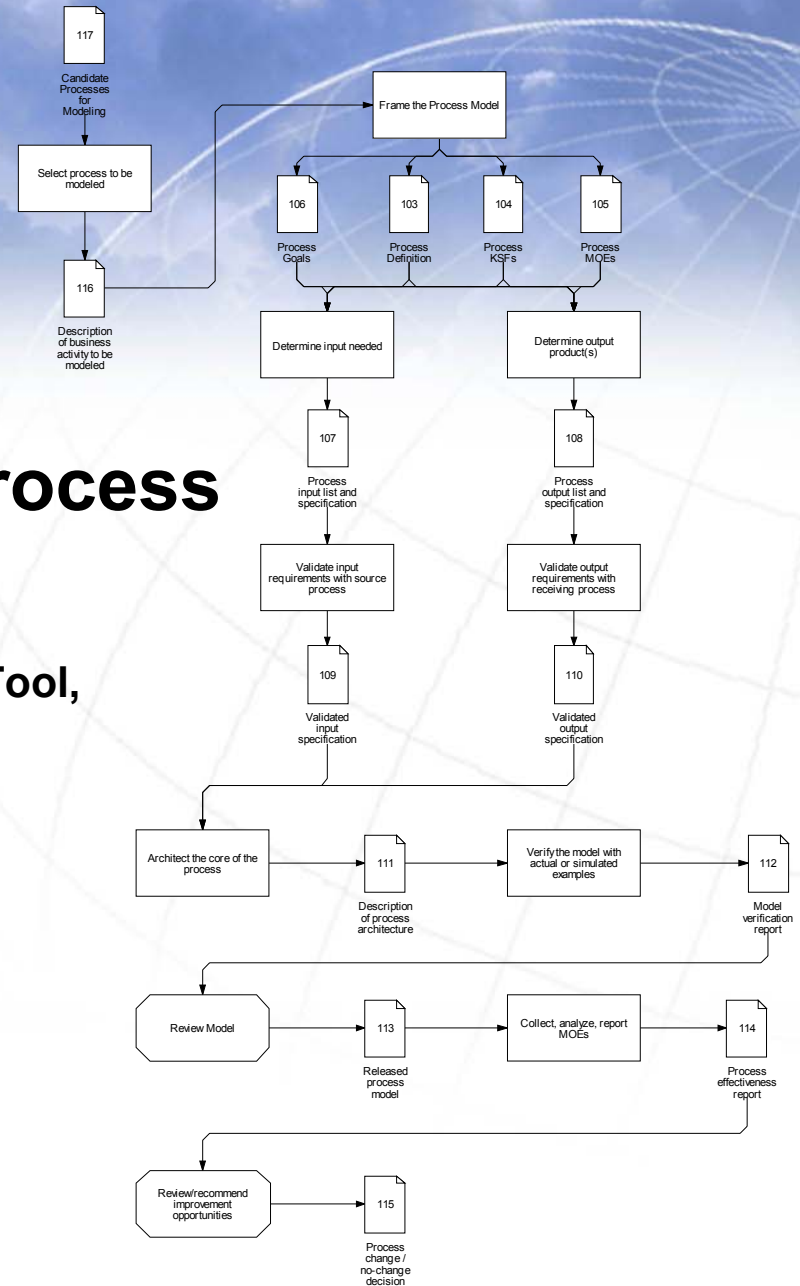 117
Candidate
Processes
for
Modeling
Select process to be
modeled
116
Description
of business
activity to be
modeled
Frame the Process Model
106
Process
Goals
103
Process
Definition
104
Process
KSFs
105
Process
MOEs
Determine input needed
Determine output
product(s)
107
Process
input list and
specification
108
Process
output list and
specification
rocess
Validate input
requirements with source
process
Validate output
requirements with
receiving process
109
Validated
input
specification
110
Validated
output
specification
Tool,
Architect the core of the
process
111
Description
of process
architecture
Verify the model with
actual or simulated
examples
112
Model
verification
report
Review Model
113
Released
process
model
Collect, analyze, report
MOEs
114
Process
effectiveness
report
Review/recommend
improvement
opportunities
115
Process
change /
no-change
decision